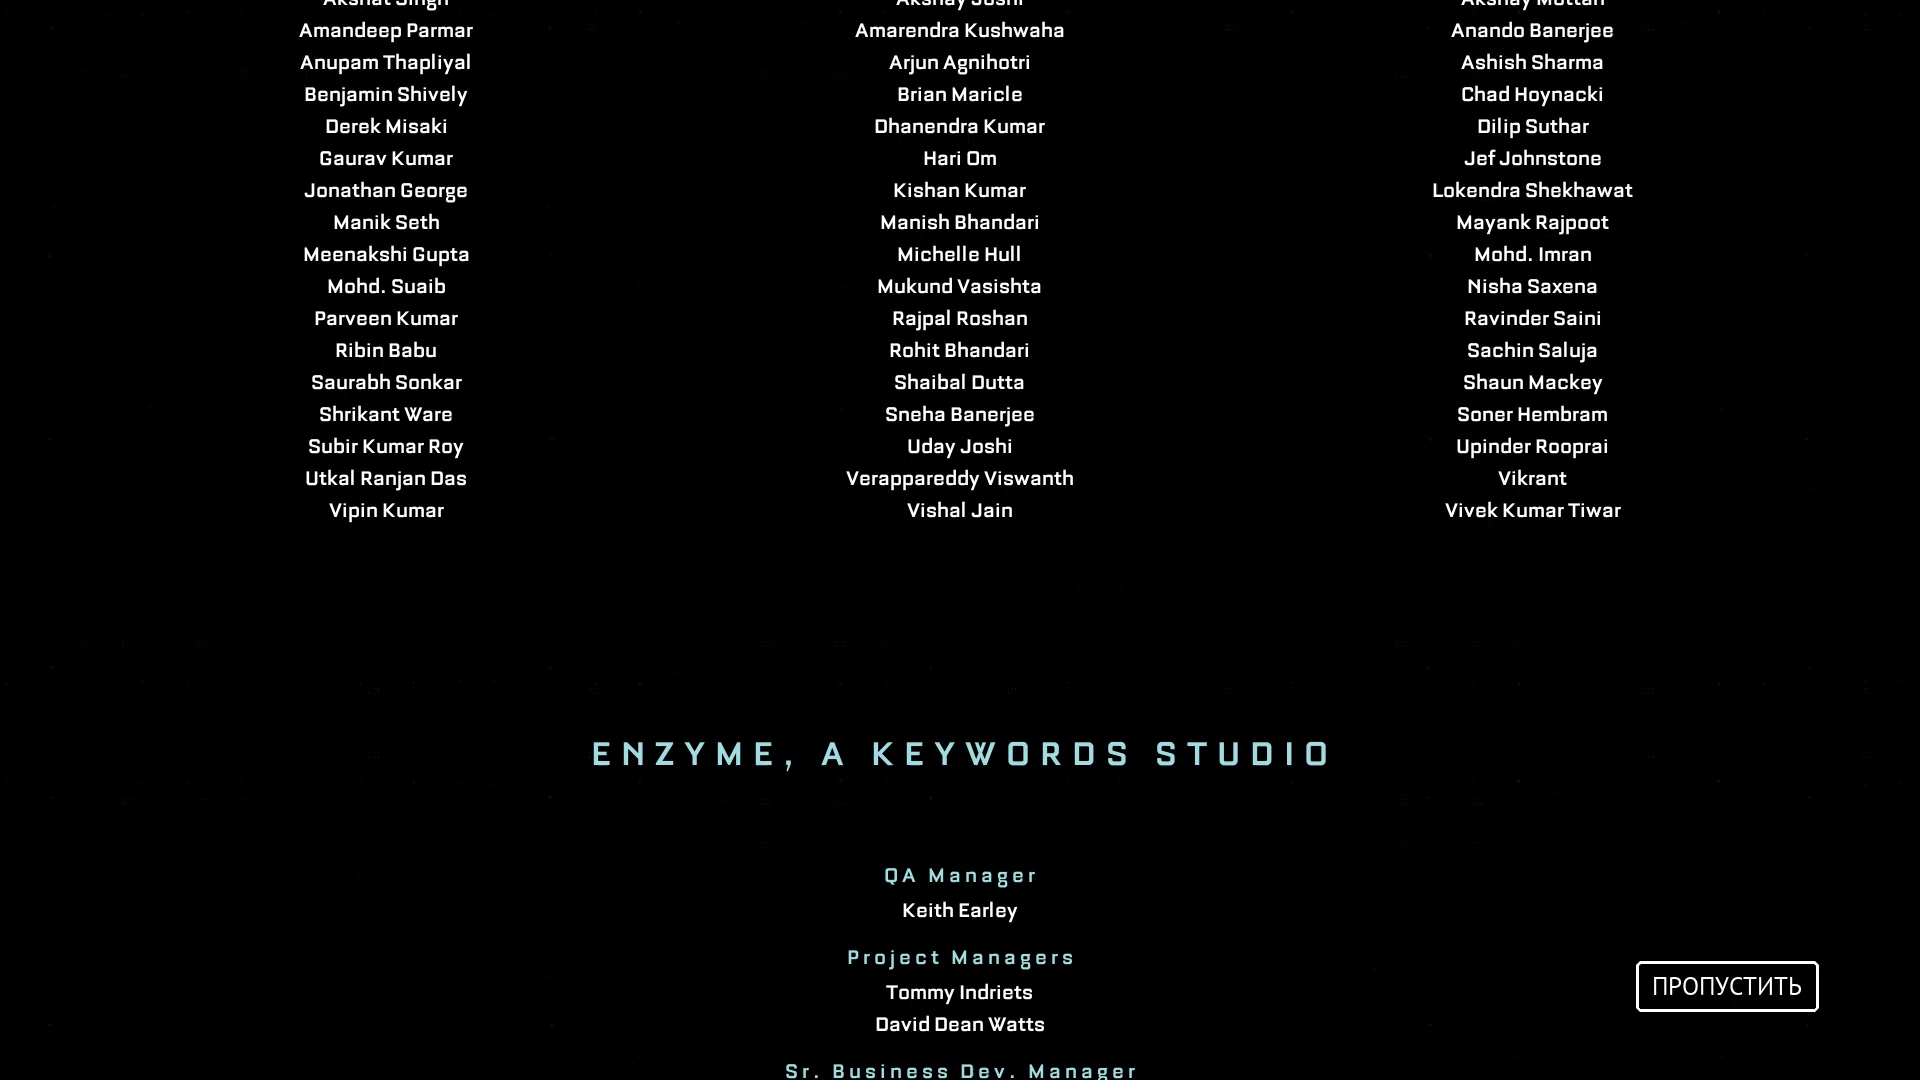 Akshat Singh Akshay Joshi Akshay Mottan
Amandeep Parmar Amarendra Kushwaha Anando Banerjee
Anupam Thapliyal Arjun Agnihotri Ashish Sharma
Benjamin Shively Brian Maricle Chad Hoynacki
Derek Misaki Dhanendra Kumar Dilip Suthar
Gaurav Kumar Hari Om Jef Johnstone
Jonathan George Kishan Kumar Lokendra Shekhawat
Manik Seth Manish Bhandari Mayank Rajpoot
Meenakshi Gupta Michelle Hull Mohd. Imran
Mohd. Suaib Mukund Vasishta Nisha Saxena
Parveen Kumar Rajpal Roshan Ravinder Saini
Ribin Babu Rohit Bhandari Sachin Saluja
Saurabh Sonkar Shaibal Dutta Shaun Mackey
Shrikant Ware Sneha Banerjee Soner Hembram
Subir Kumar Roy Uday Joshi Upinder Rooprai
Utkal Ranjan Das Verappareddy Viswanth Vikrant
Vipin Kumar Vishal Jain Vivek Kumar Tiwar
ENZYME, A KEYWORDS STUDIO
QA Manager
Keith Earley
Project Managers
Tommy Indriets
David Dean Watts
Sr. Business Dev. Manager
ПРОПУСТИТЬ